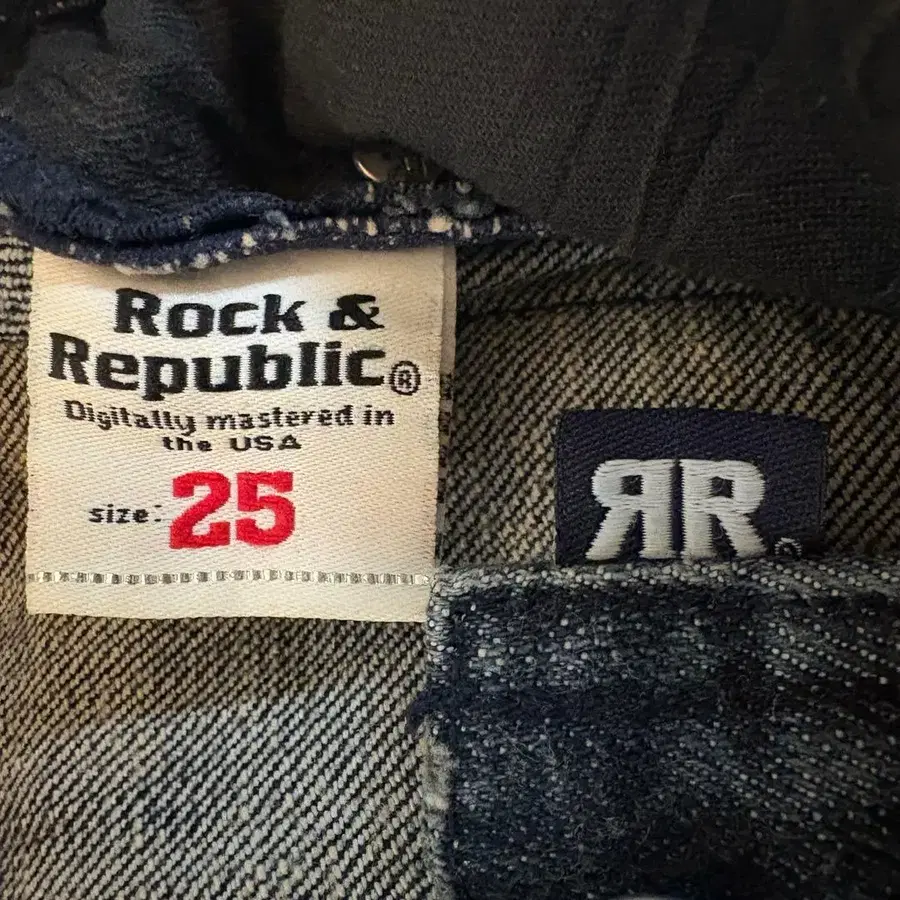 Rock &
Republic®
Digitally mastered in
the USA
size: 25
RR